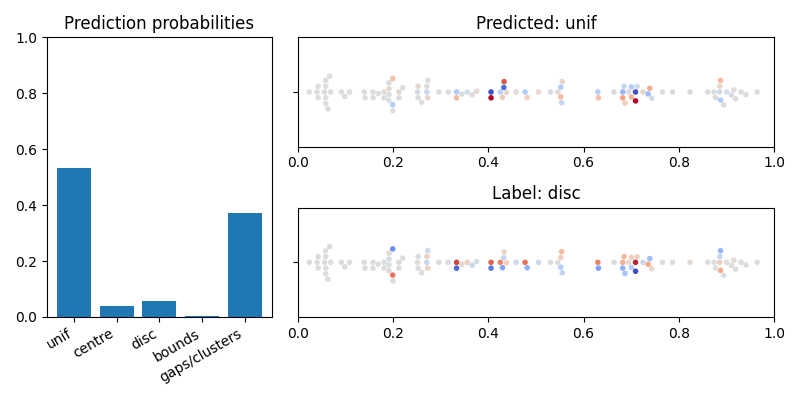 Prediction probabilities
1.0
0.8
0.6
0.4
0.2
0.0
unif
centre
disc
bounds
gaps/clusters
Predicted: unif
0.0 0.2 0.4 0.6 0.8 1.0
Label: disc
0.0 0.2 0.4 0.6 0.8 1.0